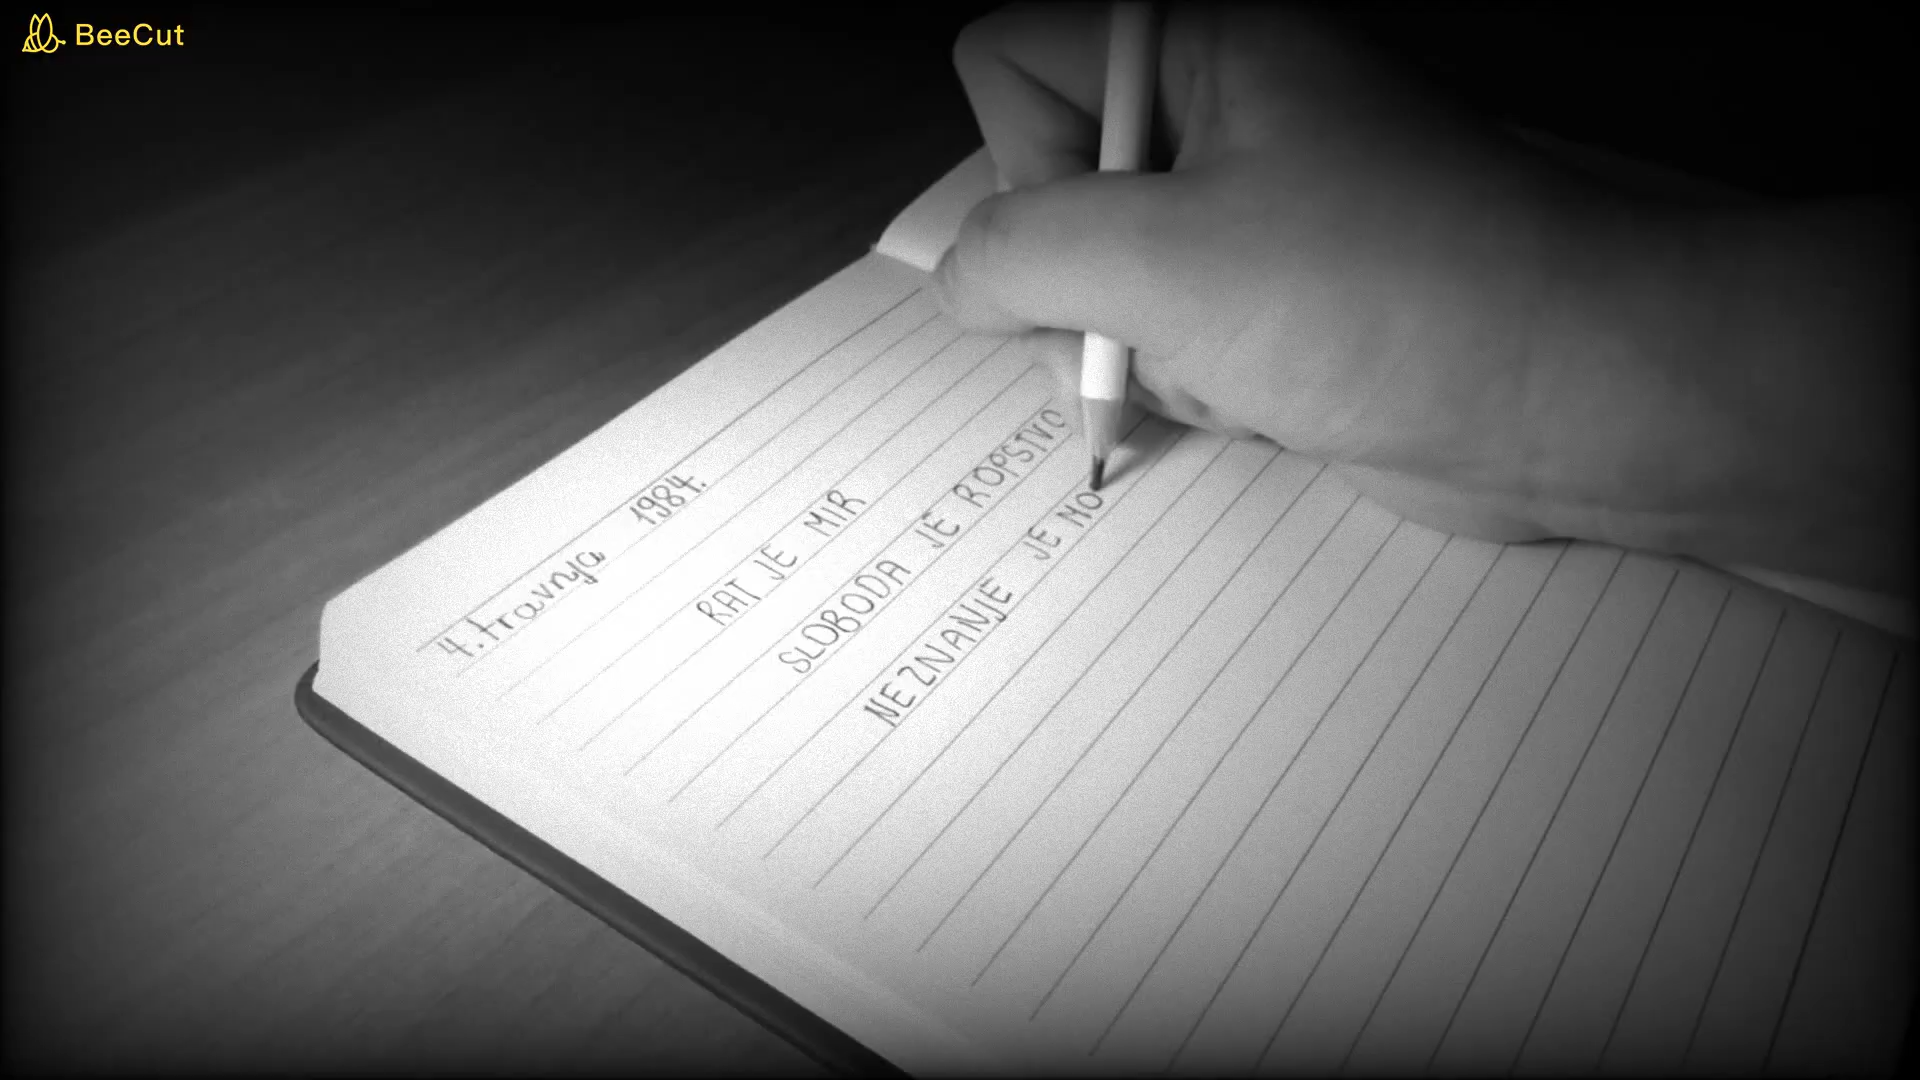 BeeCut
4. travnja 1984.
RAT JE MIR
SLOBODA JE ROPSTVO
NEZNANJE JE MO